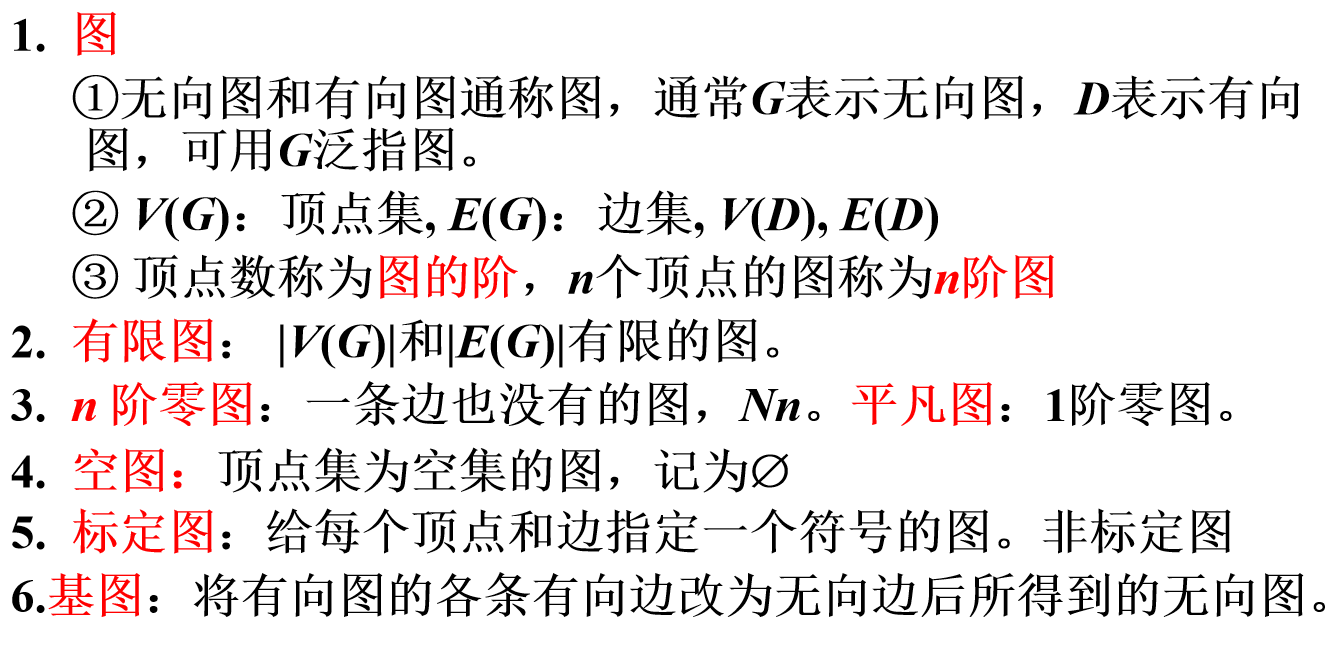 1. 图
①无向图和有向图通称图，通常G表示无向图，D表示有向
图，可用G泛指图。
② V(G)：顶点集, E(G)：边集, V(D), E(D)
③ 顶点数称为图的阶，n个顶点的图称为n阶图
2. 有限图： |V(G)|和|E(G)|有限的图。
3. n 阶零图：一条边也没有的图，Nn。平凡图：1阶零图。
4. 空图：顶点集为空集的图，记为∅
5. 标定图：给每个顶点和边指定一个符号的图。非标定图
6.基图：将有向图的各条有向边改为无向边后所得到的无向图。